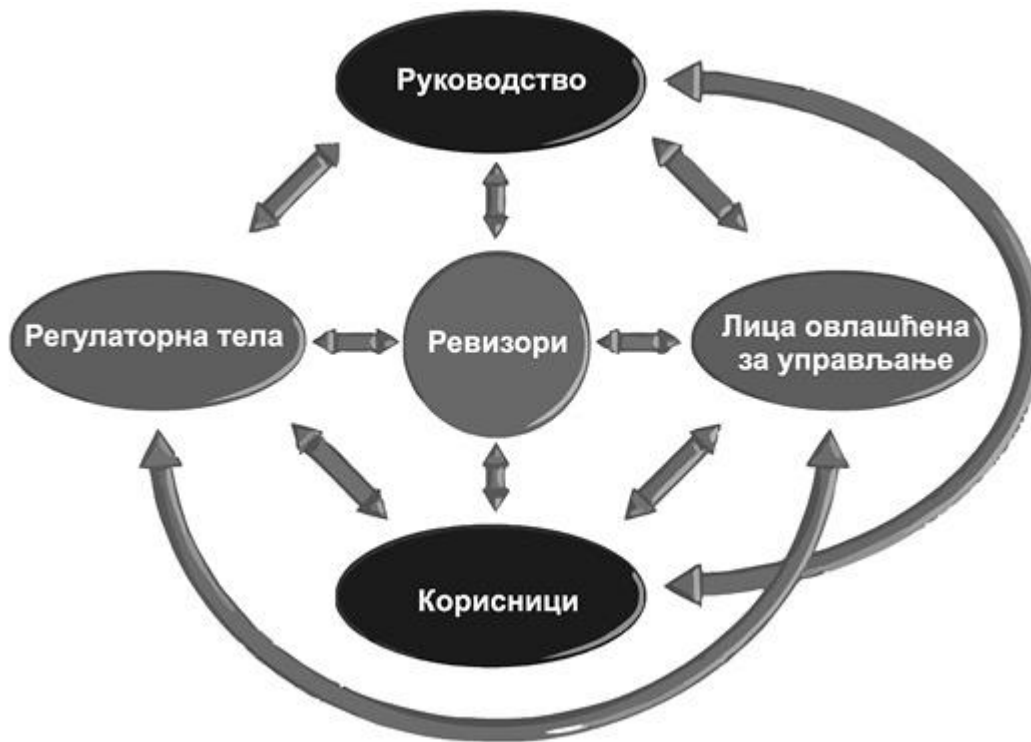 Руководство
Регулаторна тела
Ревизори
Лица овлашћена
за управљање
Корисници